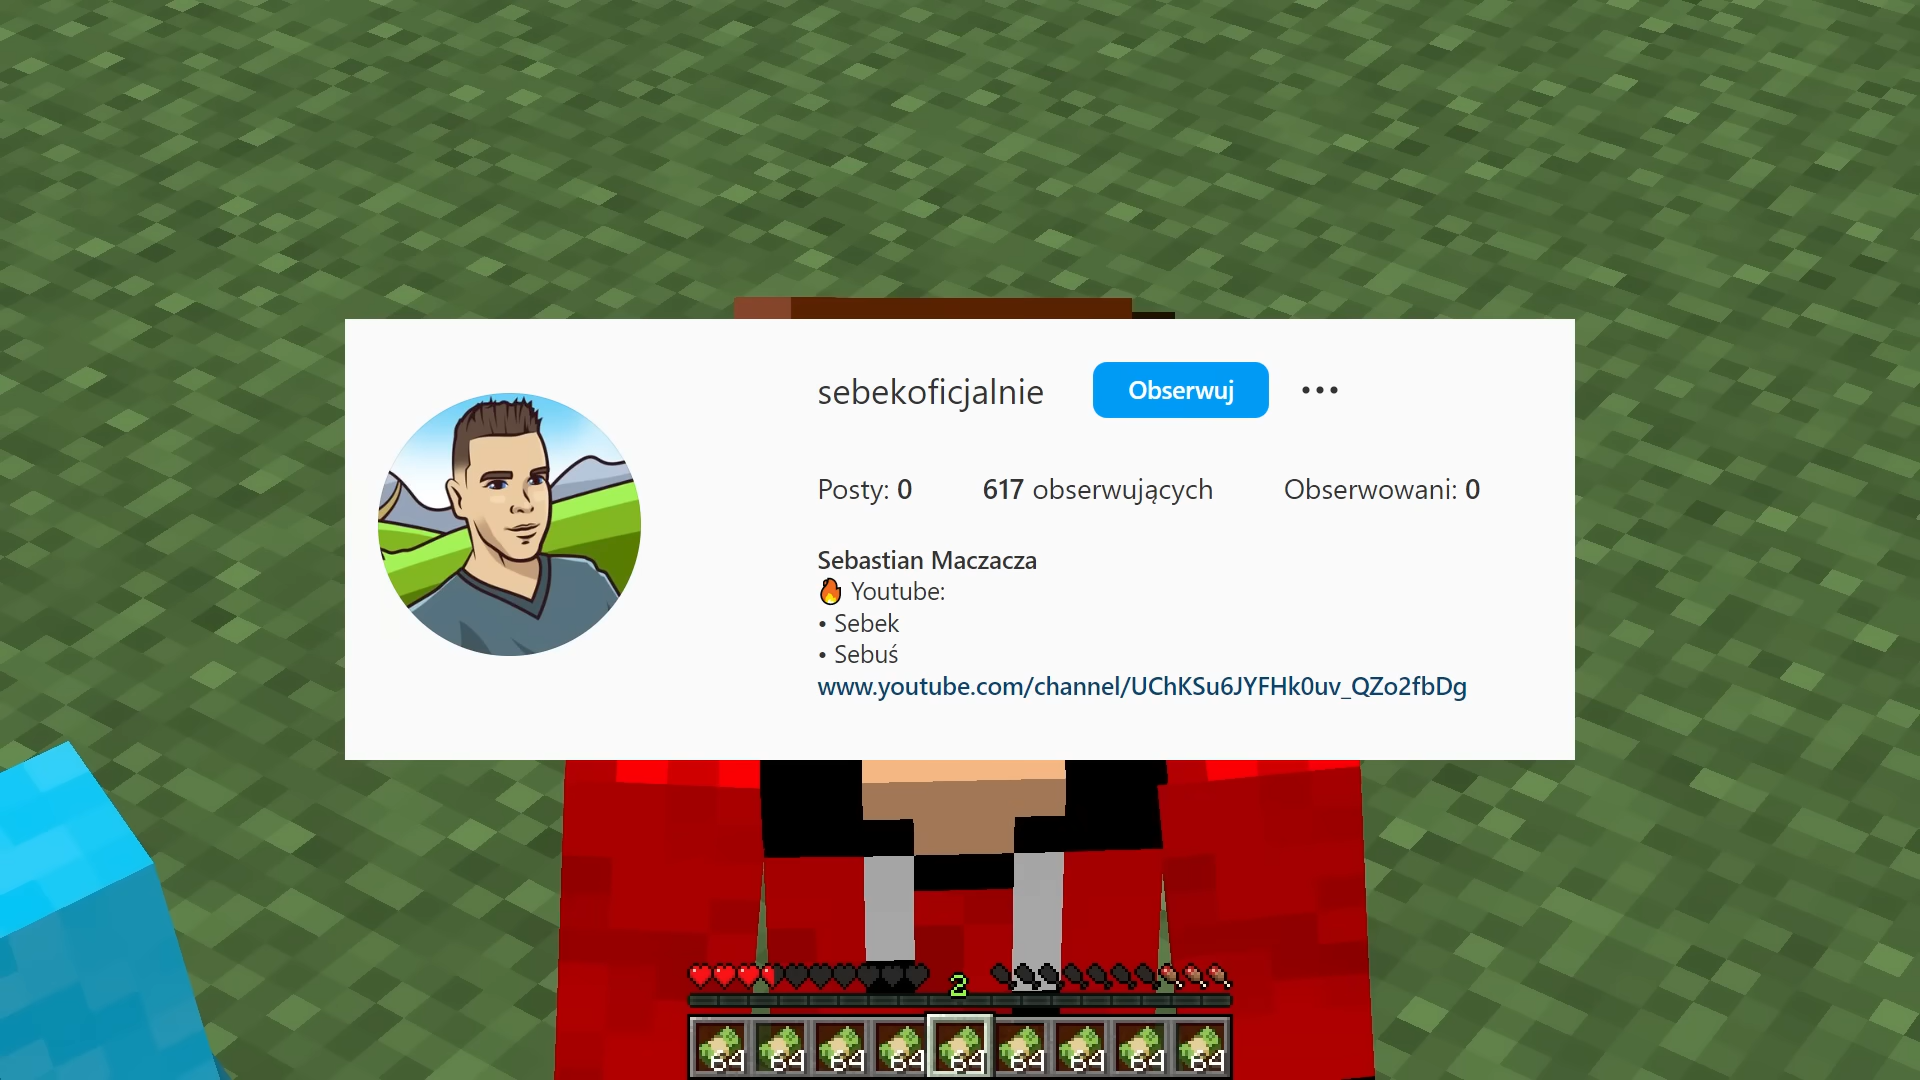 sebekoficjalnie Obserwuj
Posty: 0 617 obserwujących Obserwowani: 0
Sebastian Maczacza
🔥 Youtube:
• Sebek
• Sebuś
www.youtube.com/channel/UChKSu6JYFHk0uv_QZo2fbDg
2
64 64 64 64 64 64 64 64 64